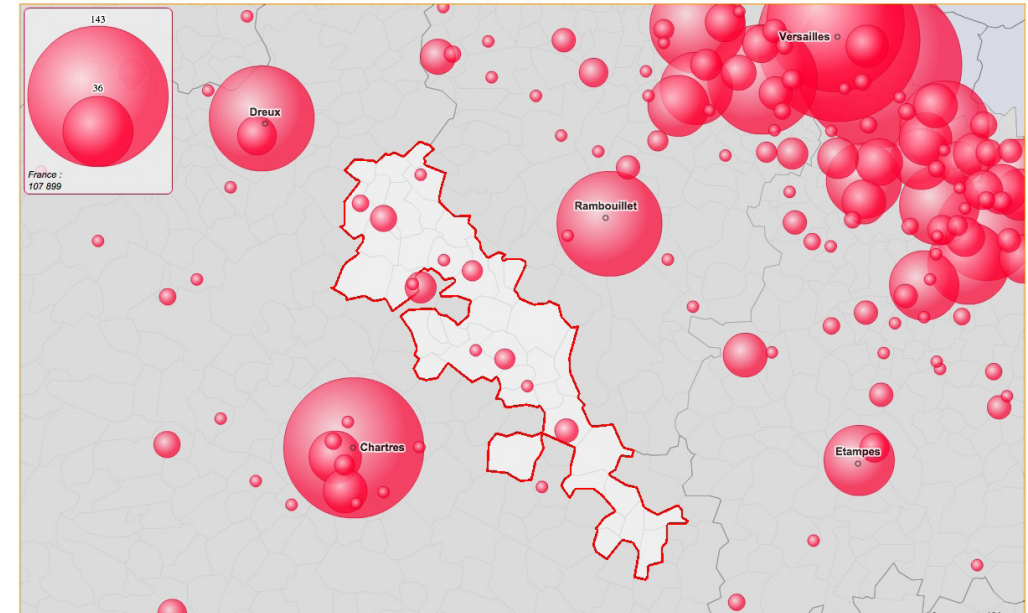 143
36
France :
107 899
Versailles
Dreux
Rambouillet
Chartres
Etampes